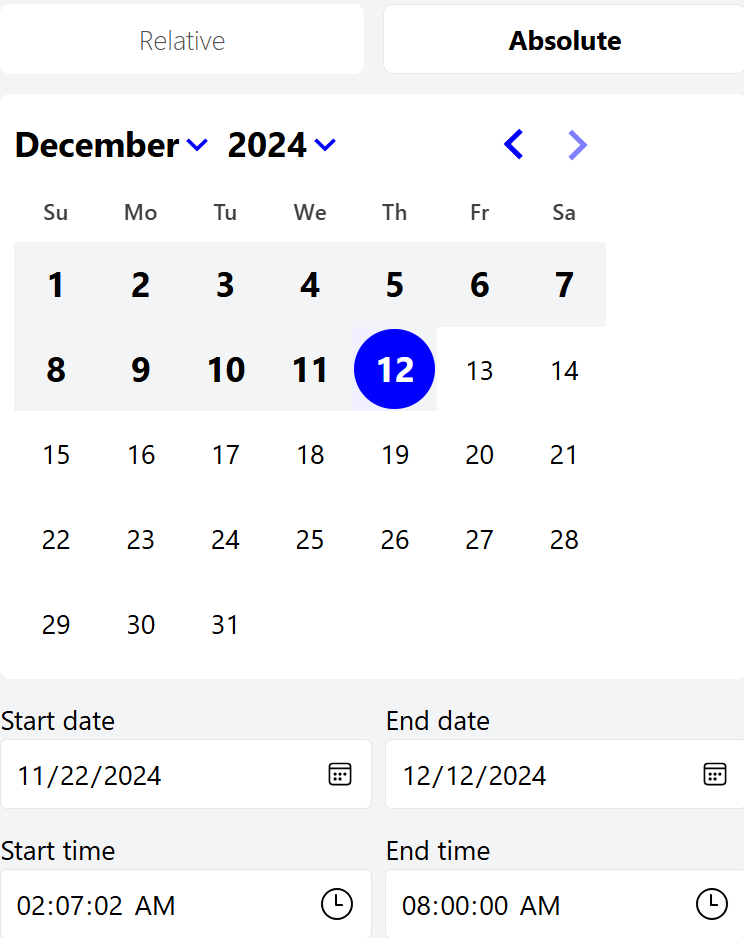 Relative Absolute
December 2024
Su Mo Tu We Th Fr Sa
1 2 3 4 5 6 7
8 9 10 11 12 13 14
15 16 17 18 19 20 21
22 23 24 25 26 27 28
29 30 31
Start date End date
11/22/2024 12/12/2024
Start time End time
02:07:02 AM 08:00:00 AM